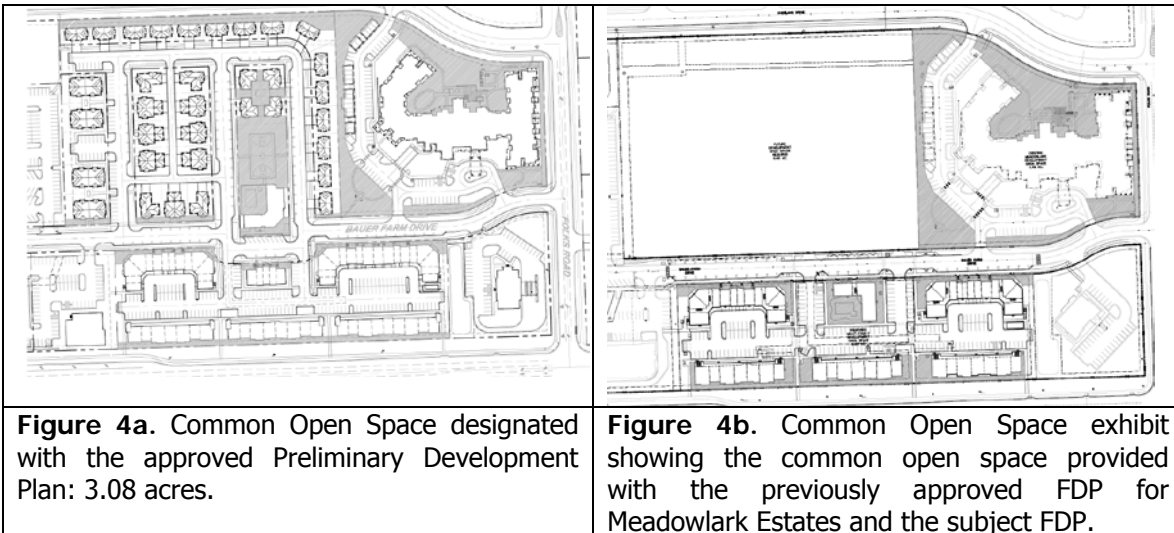 BAUER FARM DRIVE
FOLKS ROAD
Figure 4a. Common Open Space designated
with the approved Preliminary Development
Plan: 3.08 acres.
Figure 4b. Common Open Space exhibit
showing the common open space provided
with the previously approved FDP for
Meadowlark Estates and the subject FDP.